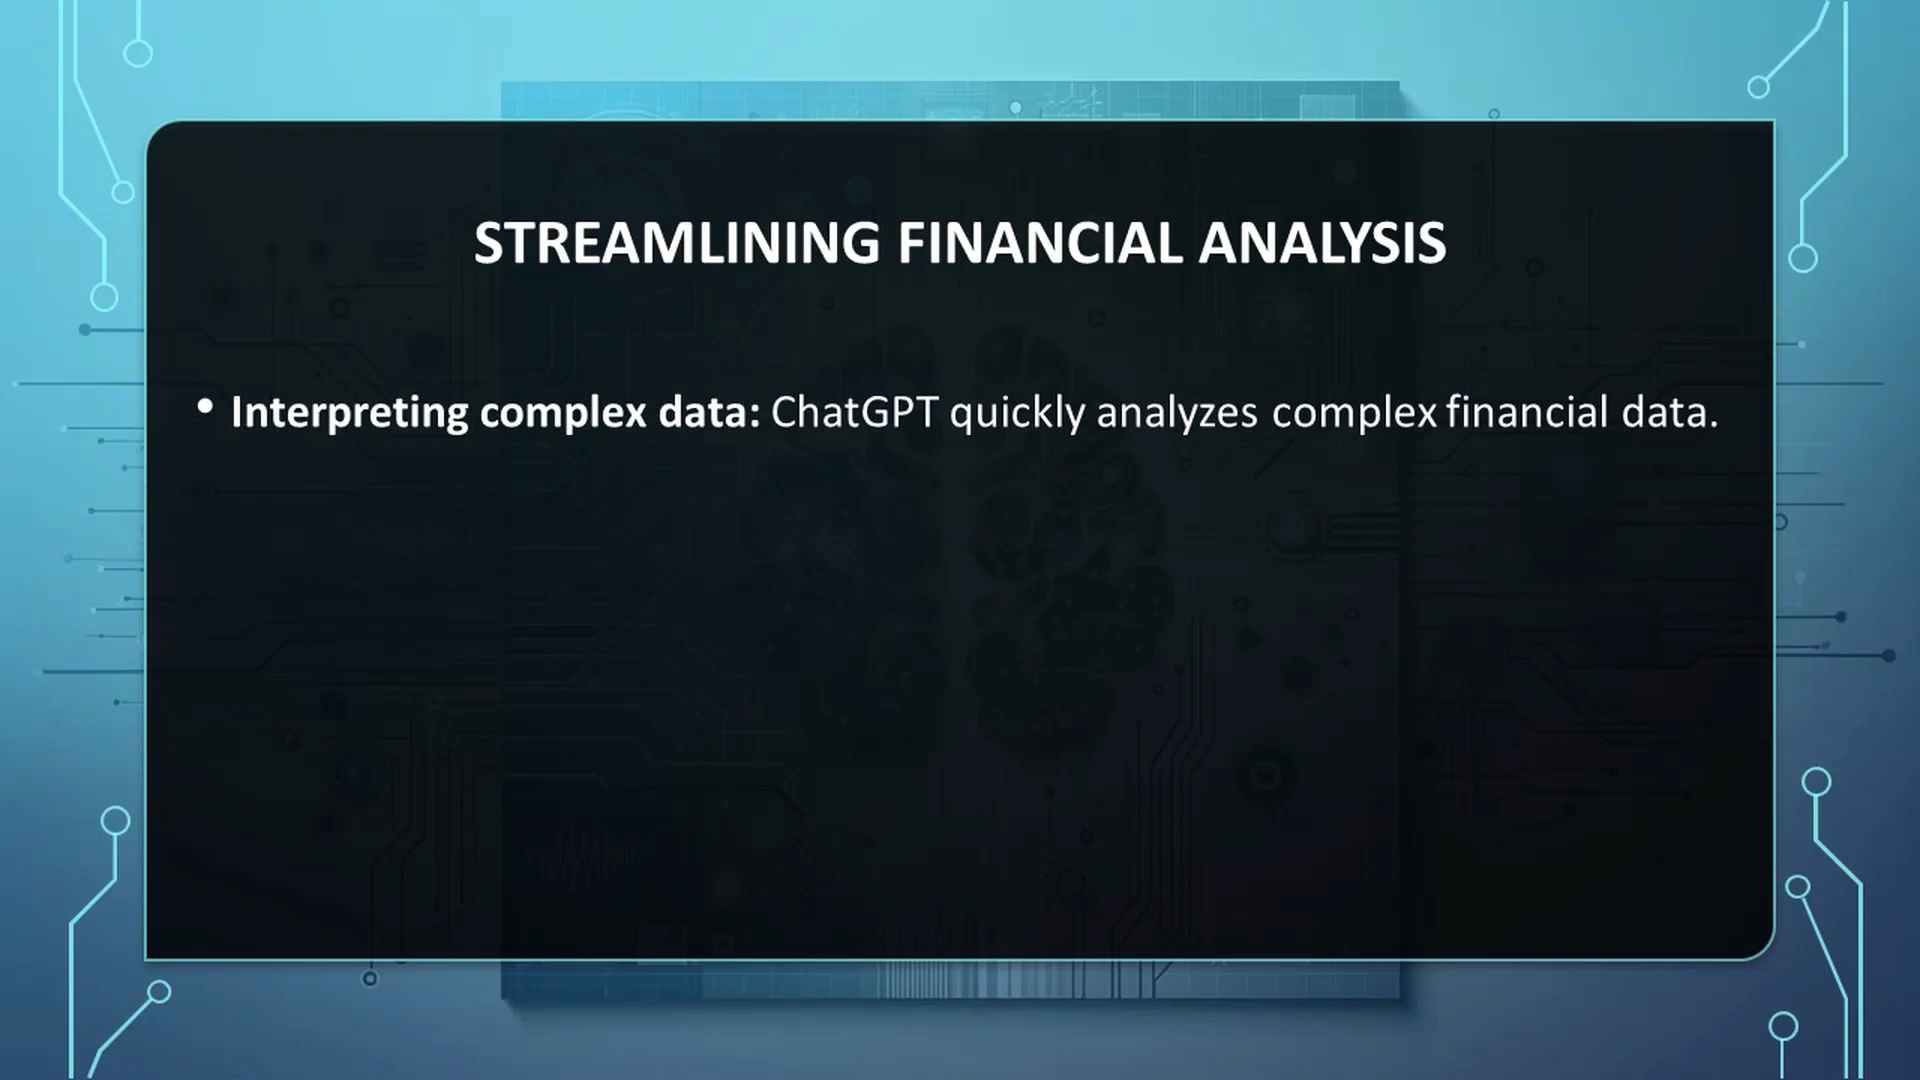 STREAMLINING FINANCIAL ANALYSIS
• Interpreting complex data: ChatGPT quickly analyzes complex financial data.